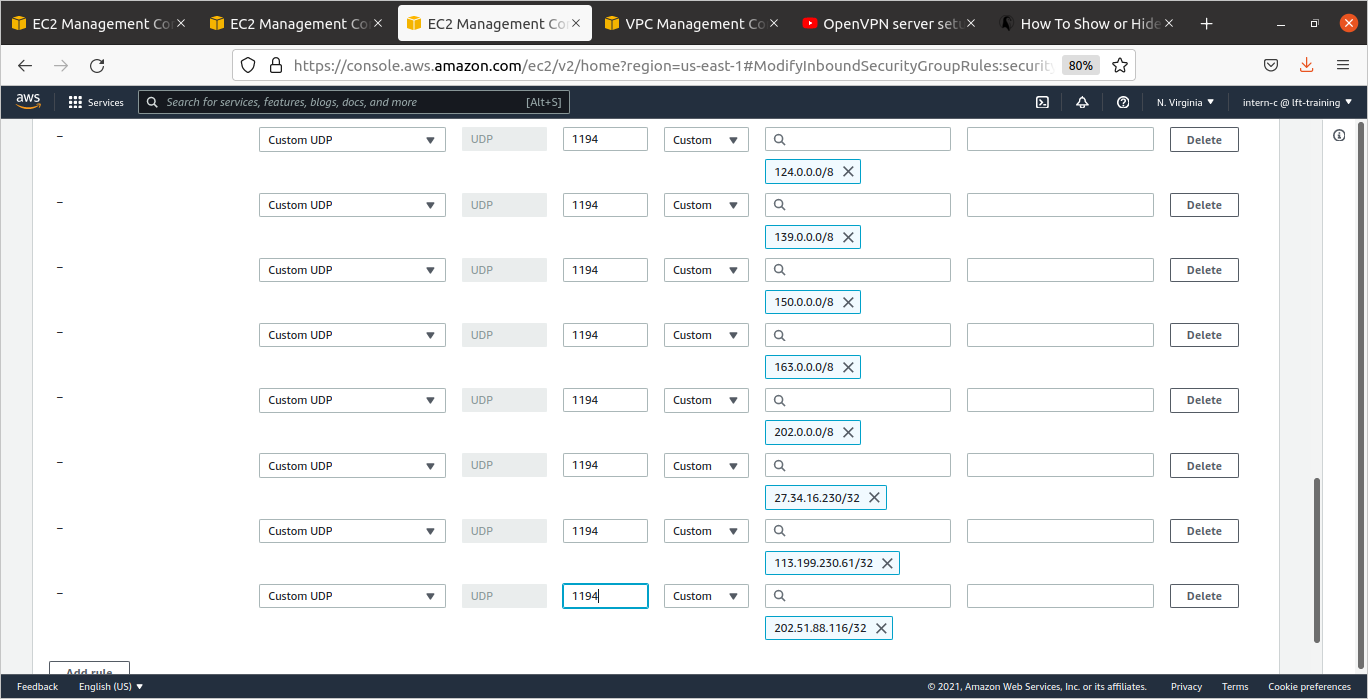 EC2 Management Co
EC2 Management Co
EC2 Management Co
VPC Management Co
OpenVPN server setu
How To Show or Hide
https://console.aws.amazon.com/ec2/v2/home?region=us-east-1#ModifyInboundSecurityGroupRules:security
80%
aws
Services
Search for services, features, blogs, docs, and more
[Alt+S]
N. Virginia
intern-c @ lft-training
– Custom UDP UDP 1194 Custom Delete
124.0.0.0/8
– Custom UDP UDP 1194 Custom Delete
139.0.0.0/8
– Custom UDP UDP 1194 Custom Delete
150.0.0.0/8
– Custom UDP UDP 1194 Custom Delete
163.0.0.0/8
– Custom UDP UDP 1194 Custom Delete
202.0.0.0/8
– Custom UDP UDP 1194 Custom Delete
27.34.16.230/32
– Custom UDP UDP 1194 Custom Delete
113.199.230.61/32
– Custom UDP UDP 1194 Custom Delete
202.51.88.116/32
Add rule
Feedback English (US) © 2021, Amazon Web Services, Inc. or its affiliates. Privacy Terms Cookie preferences